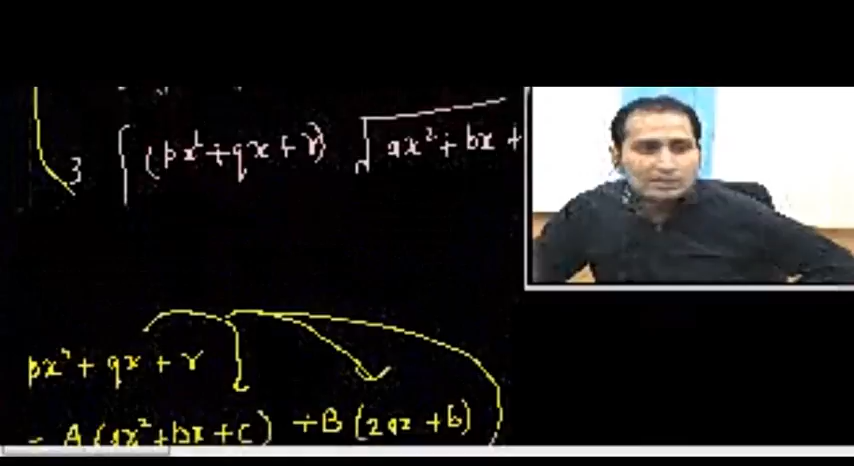 3 ∫ (px²+qx+r) √ax²+bx+
px²+qx+r
= A(ax²+bx+c) +B(2ax+b)